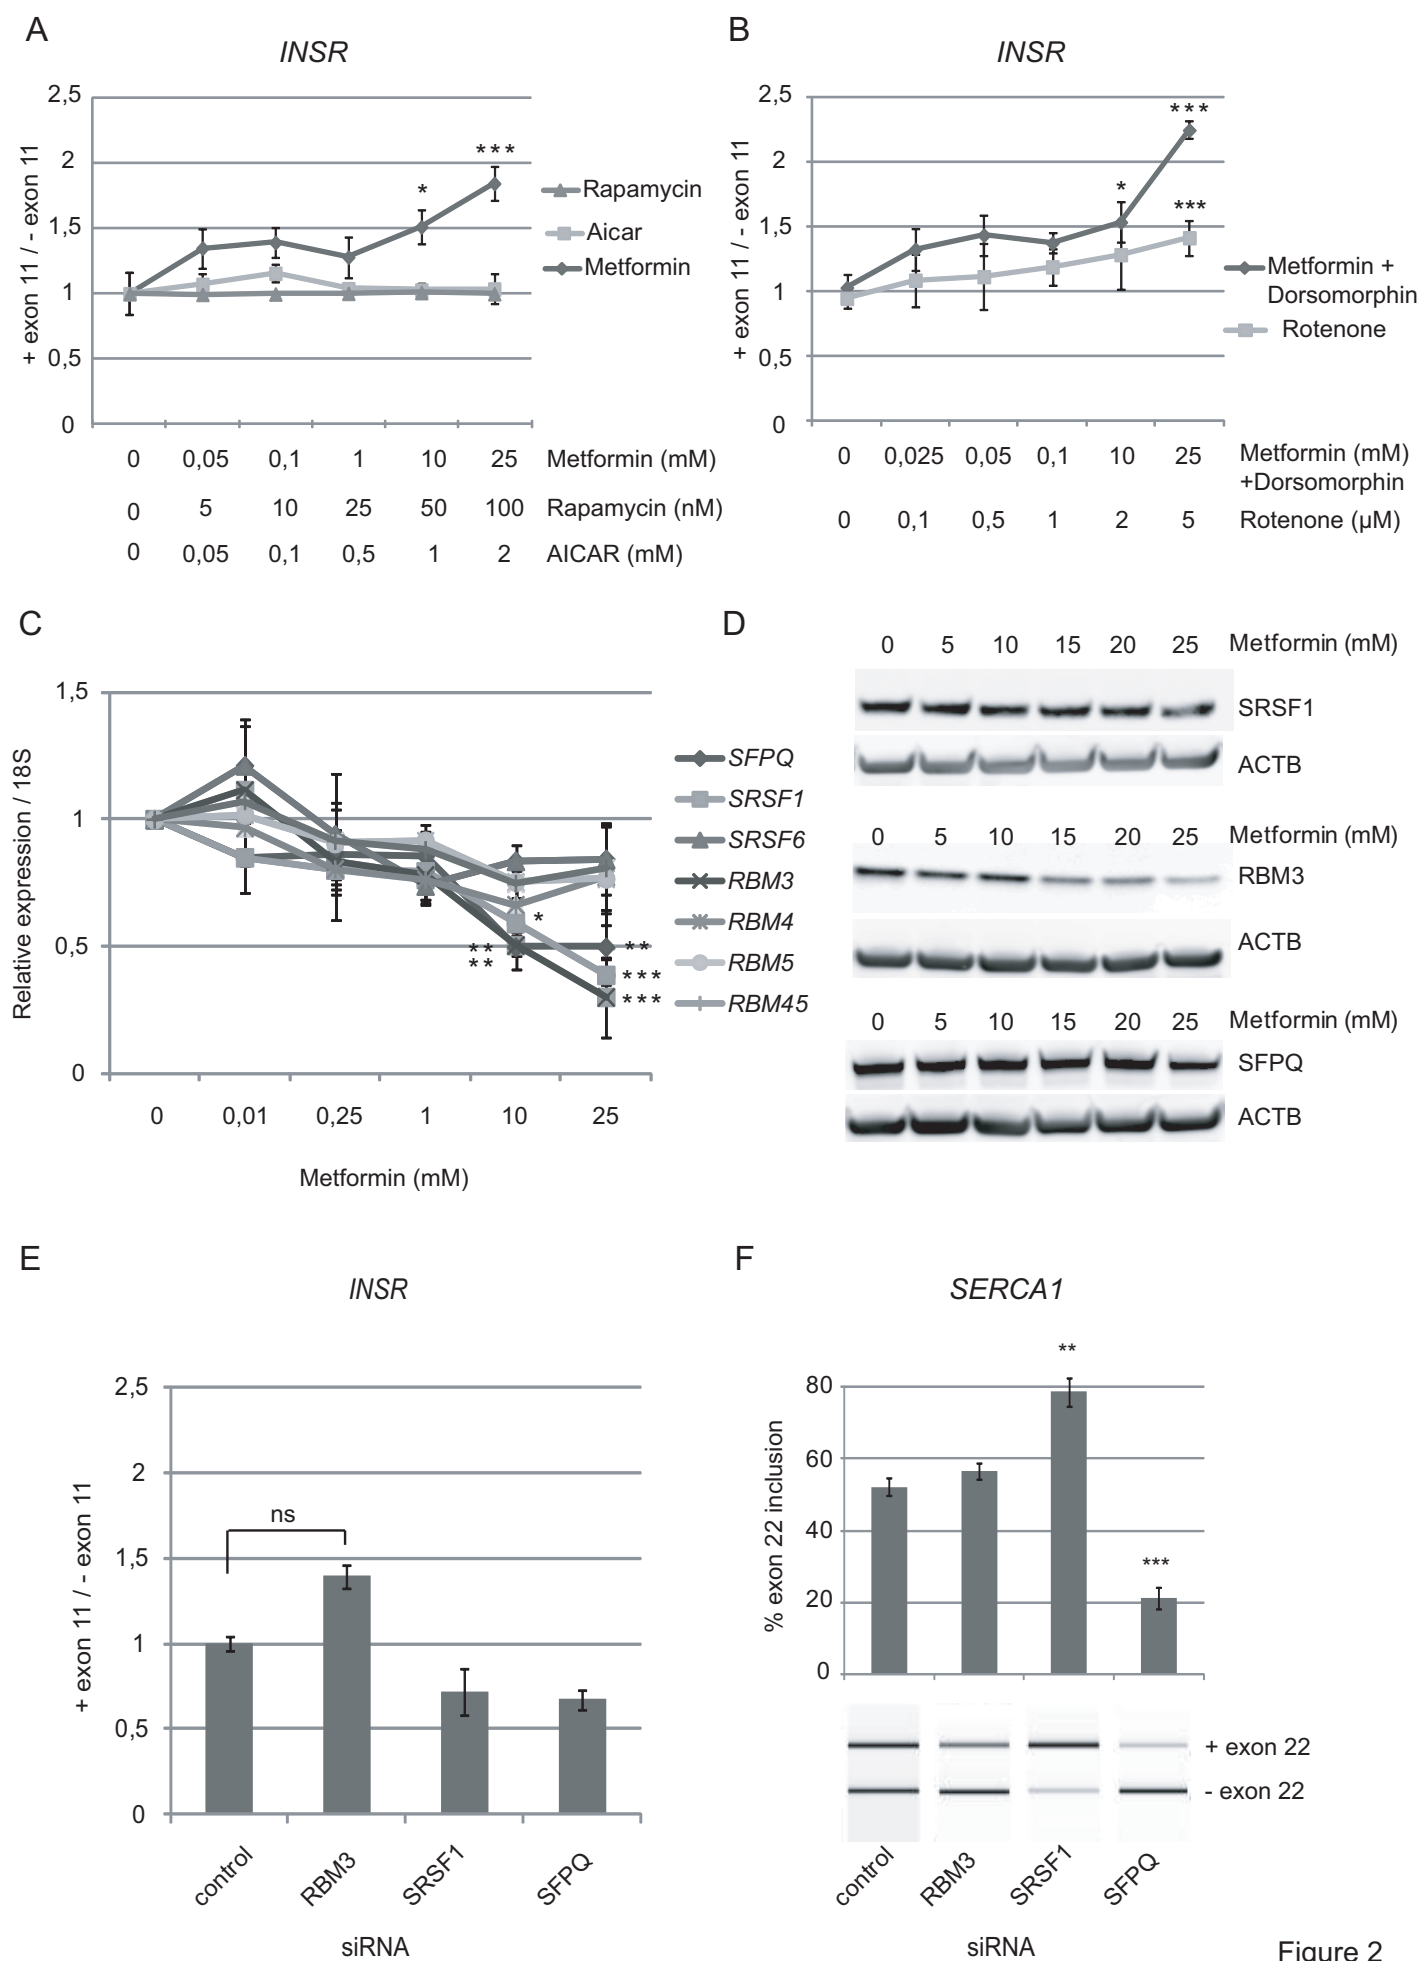 A
INSR
2,5
2
1,5
1
0,5
0
+ exon 11 / - exon 11
*
***
Rapamycin
Aicar
Metformin
0 0,05 0,1 1 10 25 Metformin (mM)
0 5 10 25 50 100 Rapamycin (nM)
0 0,05 0,1 0,5 1 2 AICAR (mM)
B
INSR
2,5
2
1,5
1
0,5
0
+ exon 11 / - exon 11
***
*
***
Metformin +
Dorsomorphin
Rotenone
0 0,025 0,05 0,1 10 25 Metformin (mM)
+Dorsomorphin
0 0,1 0,5 1 2 5 Rotenone (µM)
C
1,5
1
0,5
0
Relative expression / 18S
*
**
**
**
***
***
SFPQ
SRSF1
SRSF6
RBM3
RBM4
RBM5
RBM45
0 0,01 0,25 1 10 25
Metformin (mM)
D
0 5 10 15 20 25 Metformin (mM)
SRSF1
ACTB
0 5 10 15 20 25 Metformin (mM)
RBM3
ACTB
0 5 10 15 20 25 Metformin (mM)
SFPQ
ACTB
E
INSR
2,5
2
1,5
1
0,5
0
+ exon 11 / - exon 11
ns
control RBM3 SRSF1 SFPQ
siRNA
F
SERCA1
80
60
40
20
0
% exon 22 inclusion
**
***
+ exon 22
- exon 22
control RBM3 SRSF1 SFPQ
siRNA
Figure 2